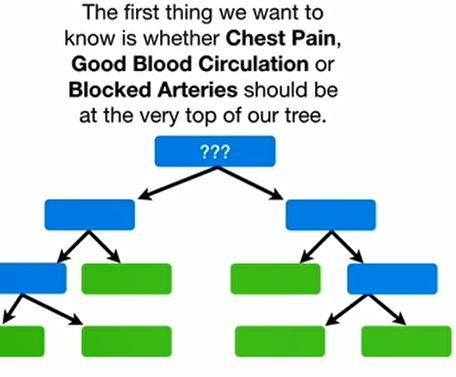 The first thing we want to
know is whether Chest Pain,
Good Blood Circulation or
Blocked Arteries should be
at the very top of our tree.
???